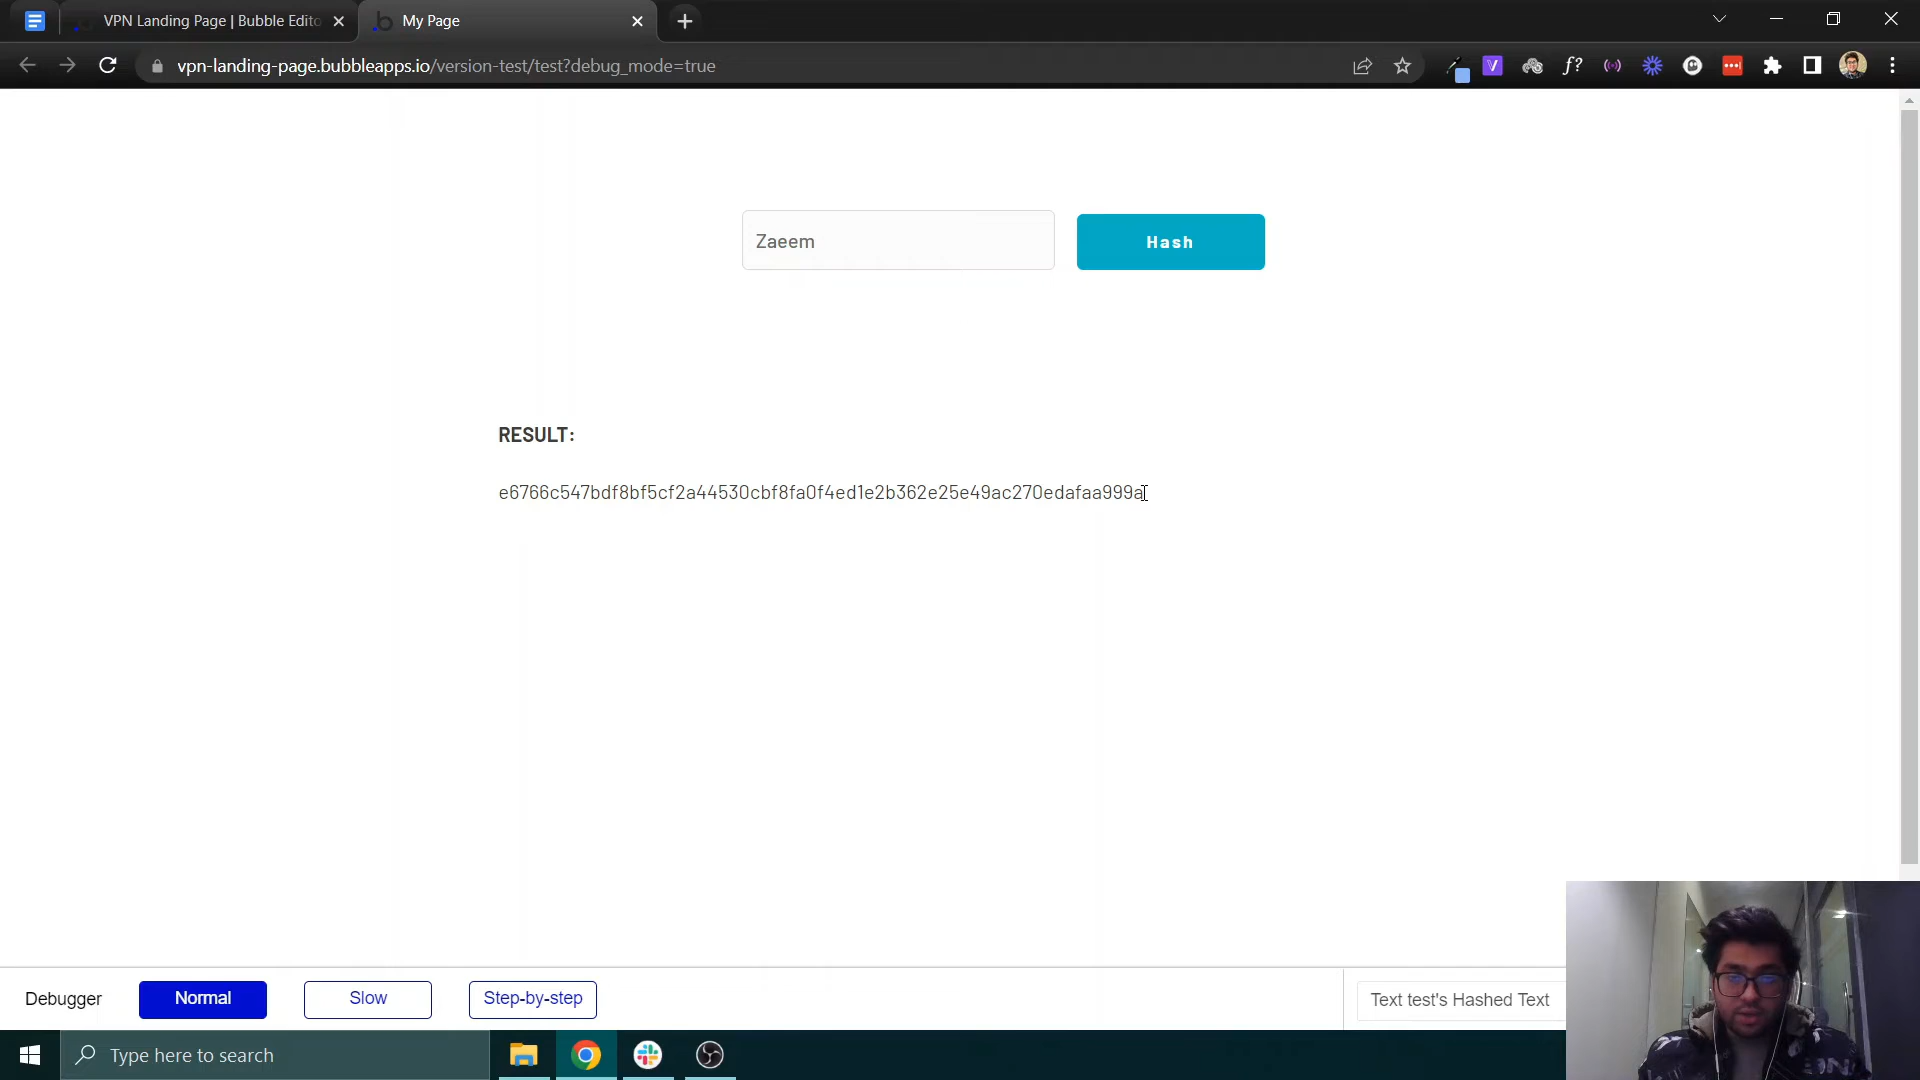 VPN Landing Page | Bubble Edito
My Page
vpn-landing-page.bubbleapps.io/version-test/test?debug_mode=true
Zaeem
Hash
RESULT:
e6766c547bdf8bf5cf2a44530cbf8fa0f4ed1e2b362e25e49ac270edafaa999a
Debugger
Normal
Slow
Step-by-step
Text test's Hashed Text
Type here to search